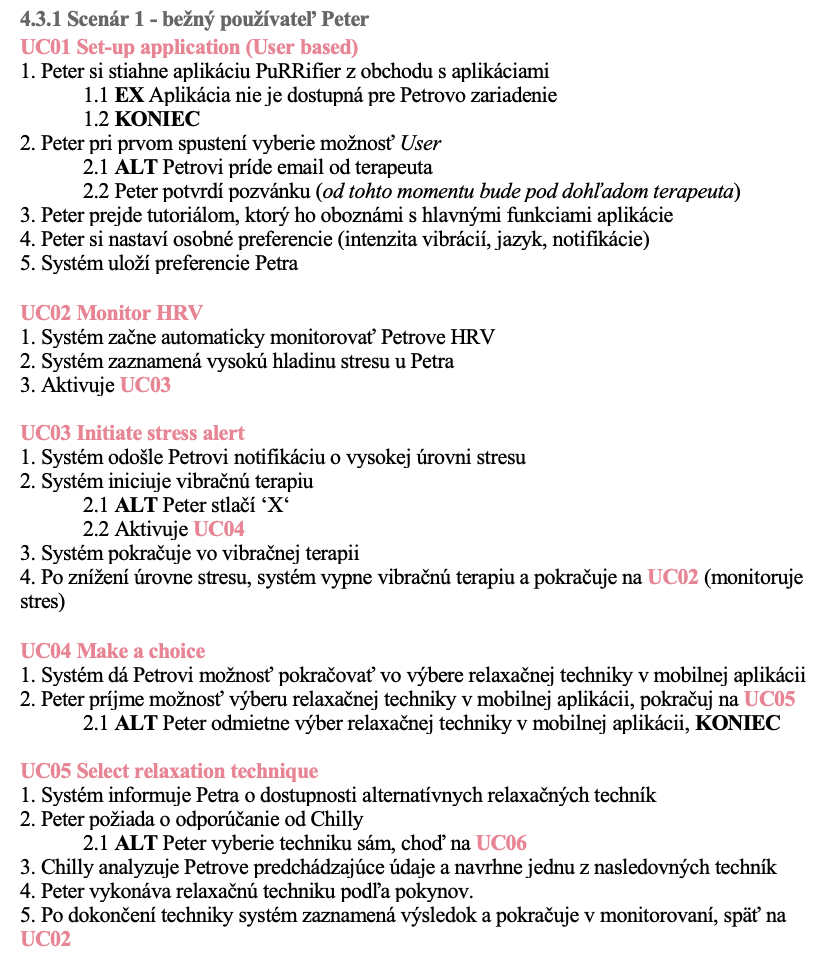 4.3.1 Scenár 1 - bežný používateľ Peter
UC01 Set-up application (User based)
1. Peter si stiahne aplikáciu PuRRifier z obchodu s aplikáciami
1.1 EX Aplikácia nie je dostupná pre Petrovo zariadenie
1.2 KONIEC
2. Peter pri prvom spustení vyberie možnosť User
2.1 ALT Petrovi príde email od terapeuta
2.2 Peter potvrdí pozvánku (od tohto momentu bude pod dohľadom terapeuta)
3. Peter prejde tutoriálom, ktorý ho oboznámi s hlavnými funkciami aplikácie
4. Peter si nastaví osobné preferencie (intenzita vibrácií, jazyk, notifikácie)
5. Systém uloží preferencie Petra
UC02 Monitor HRV
1. Systém začne automaticky monitorovať Petrove HRV
2. Systém zaznamená vysokú hladinu stresu u Petra
3. Aktivuje UC03
UC03 Initiate stress alert
1. Systém odošle Petrovi notifikáciu o vysokej úrovni stresu
2. Systém iniciuje vibračnú terapiu
2.1 ALT Peter stlačí ‘X‘
2.2 Aktivuje UC04
3. Systém pokračuje vo vibračnej terapii
4. Po znížení úrovne stresu, systém vypne vibračnú terapiu a pokračuje na UC02 (monitoruje
stres)
UC04 Make a choice
1. Systém dá Petrovi možnosť pokračovať vo výbere relaxačnej techniky v mobilnej aplikácii
2. Peter príjme možnosť výberu relaxačnej techniky v mobilnej aplikácii, pokračuj na UC05
2.1 ALT Peter odmietne výber relaxačnej techniky v mobilnej aplikácii, KONIEC
UC05 Select relaxation technique
1. Systém informuje Petra o dostupnosti alternatívnych relaxačných techník
2. Peter požiada o odporúčanie od Chilly
2.1 ALT Peter vyberie techniku sám, choď na UC06
3. Chilly analyzuje Petrove predchádzajúce údaje a navrhne jednu z nasledovných techník
4. Peter vykonáva relaxačnú techniku podľa pokynov.
5. Po dokončení techniky systém zaznamená výsledok a pokračuje v monitorovaní, späť na
UC02